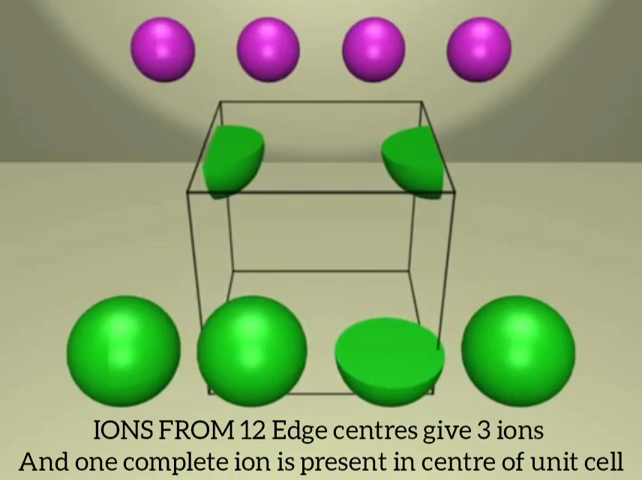 IONS FROM 12 Edge centres give 3 ions
And one complete ion is present in centre of unit cell